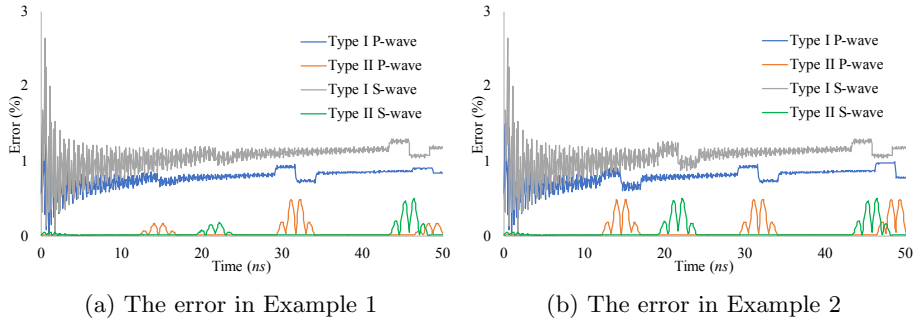 3
2
1
0
Error (%)
0 10 20 30 40 50
Time (ns)
Type I P-wave
Type II P-wave
Type I S-wave
Type II S-wave
(a) The error in Example 1
3
2
1
0
Error (%)
0 10 20 30 40 50
Time (ns)
Type I P-wave
Type II P-wave
Type I S-wave
Type II S-wave
(b) The error in Example 2